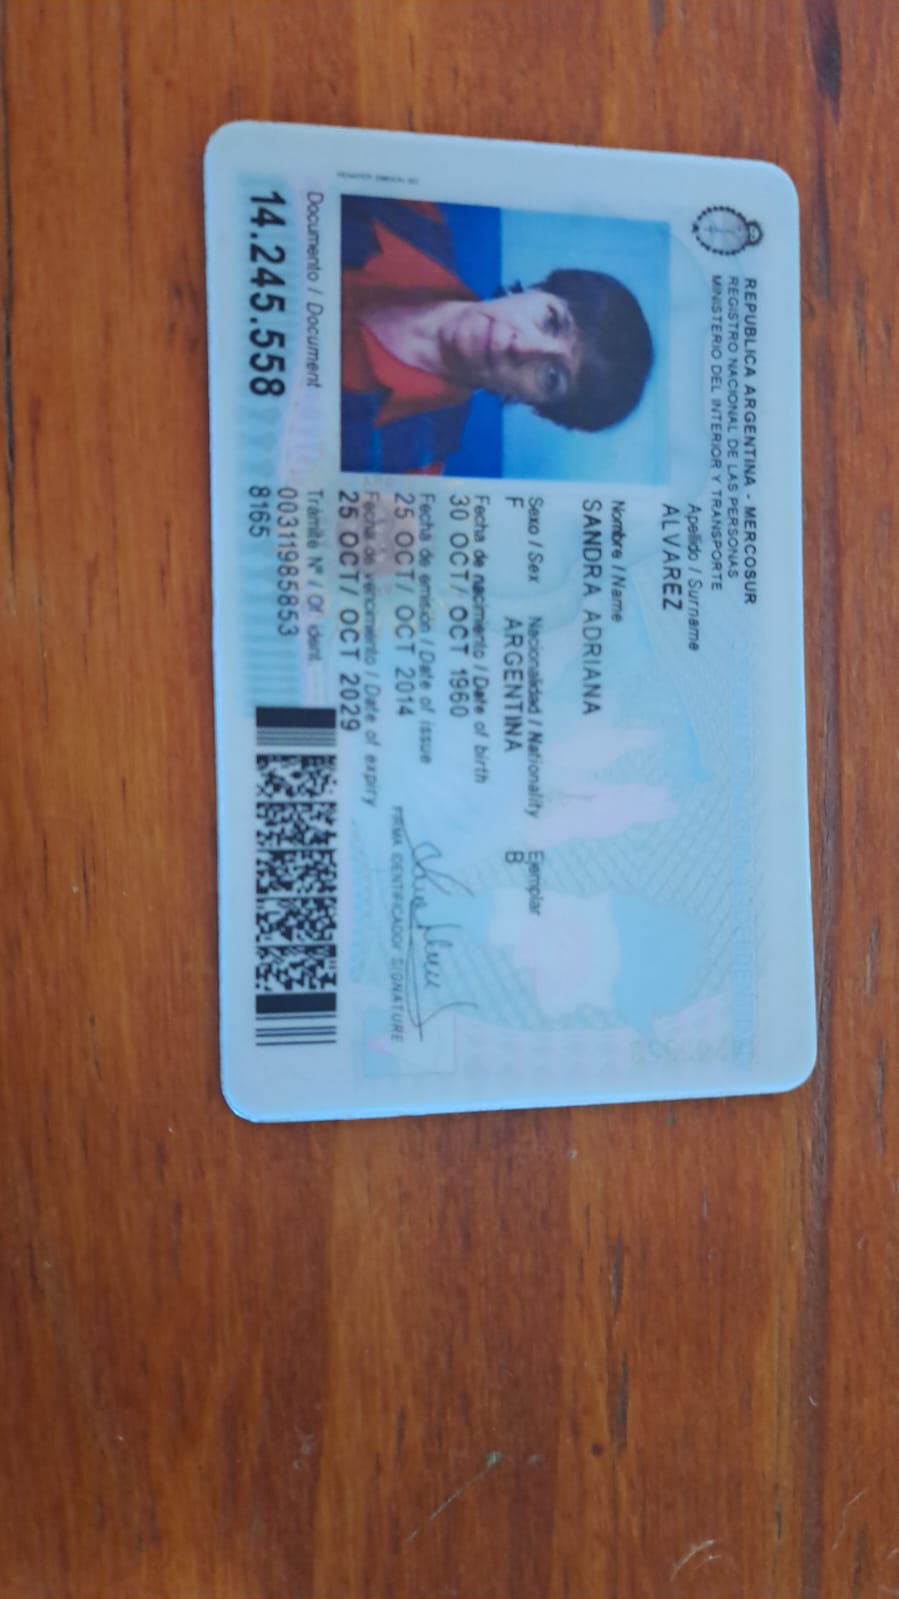 REPUBLICA ARGENTINA - MERCOSUR
REGISTRO NACIONAL DE LAS PERSONAS
MINISTERIO DEL INTERIOR Y TRANSPORTE
Apellido / Surname
ALVAREZ
Nombre / Name
SANDRA ADRIANA
Sexo / Sex Nacionalidad / Nationality Ejemplar
F ARGENTINA B
Fecha de nacimiento / Date of birth
30 OCT/ OCT 1960
Fecha de emisión / Date of issue
25 OCT/ OCT 2014
Fecha de vencimiento / Date of expiry
25 OCT/ OCT 2029
FIRMA IDENTIFICADO/ SIGNATURE
Documento / Document
14.245.558
Trámite Nº / Of. ident.
00311985853
8165